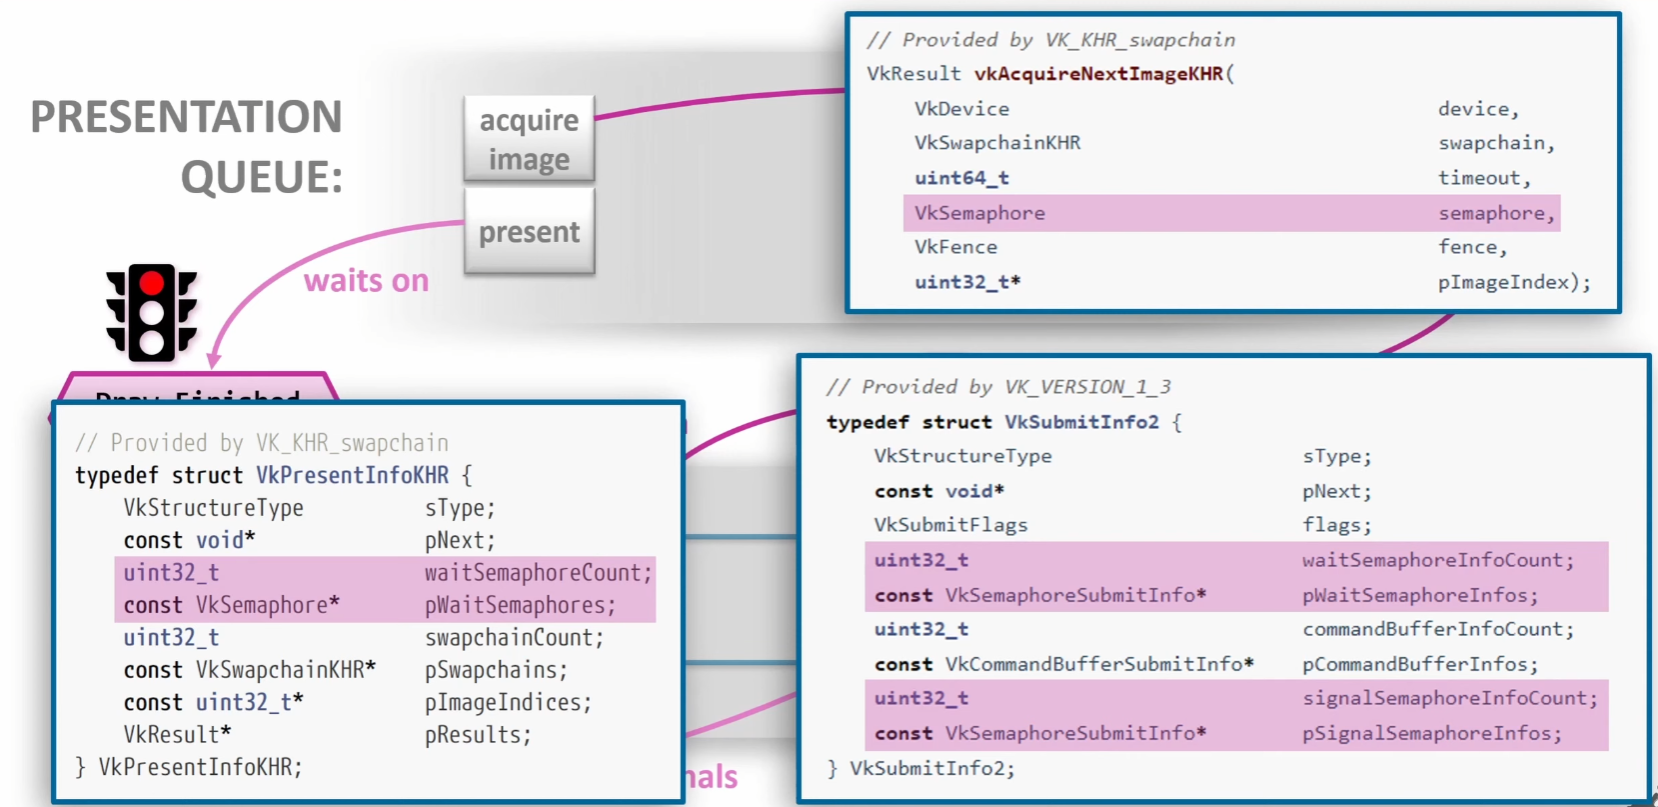 PRESENTATION
QUEUE:
acquire
image
present
waits on
// Provided by VK_KHR_swapchain
VkResult vkAcquireNextImageKHR(
VkDevice device,
VkSwapchainKHR swapchain,
uint64_t timeout,
VkSemaphore semaphore,
VkFence fence,
uint32_t* pImageIndex);
// Provided by VK_KHR_swapchain
typedef struct VkPresentInfoKHR {
VkStructureType sType;
const void* pNext;
uint32_t waitSemaphoreCount;
const VkSemaphore* pWaitSemaphores;
uint32_t swapchainCount;
const VkSwapchainKHR* pSwapchains;
const uint32_t* pImageIndices;
VkResult* pResults;
} VkPresentInfoKHR;
// Provided by VK_VERSION_1_3
typedef struct VkSubmitInfo2 {
VkStructureType sType;
const void* pNext;
VkSubmitFlags flags;
uint32_t waitSemaphoreInfoCount;
const VkSemaphoreSubmitInfo* pWaitSemaphoreInfos;
uint32_t commandBufferInfoCount;
const VkCommandBufferSubmitInfo* pCommandBufferInfos;
uint32_t signalSemaphoreInfoCount;
const VkSemaphoreSubmitInfo* pSignalSemaphoreInfos;
} VkSubmitInfo2;